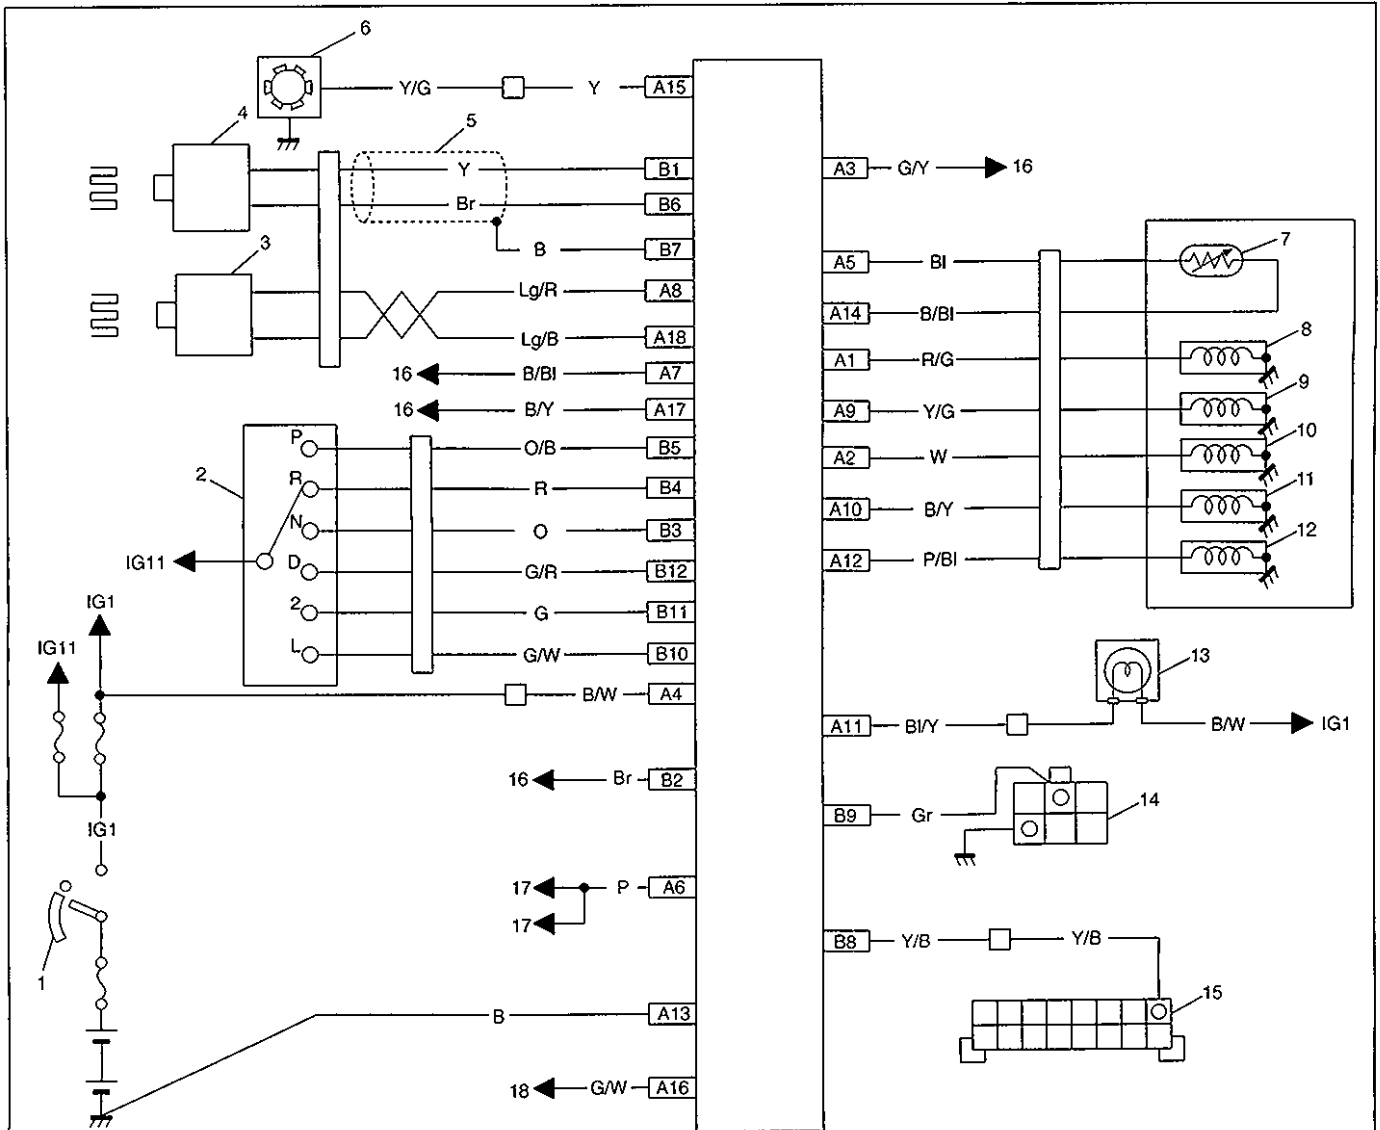 6
Y/G
Y
A15
4
5
Y
B1
A3
G/Y
16
Br
B6
3
B
B7
7
A5
Bl
Lg/R
A8
A14
B/Bl
8
Lg/B
A18
A1
R/G
16
B/Bl
A7
9
16
B/Y
A17
A9
Y/G
10
P
O/B
B5
A2
W
2
R
R
B4
11
A10
B/Y
N
O
B3
12
IG11
D
G/R
B12
A12
P/Bl
IG1
2
G
B11
IG11
L
G/W
B10
13
B/W
A4
A11
Bl/Y
B/W
IG1
16
Br
B2
14
IG1
B9
Gr
17
P
A6
17
B8
Y/B
Y/B
1
15
B
A13
18
G/W
A16